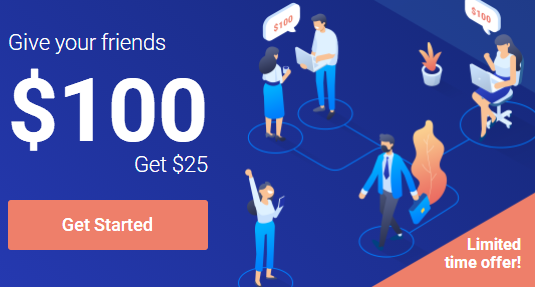 Give your friends
$100
Get $25
Get Started
$100
$100
Limited
time offer!